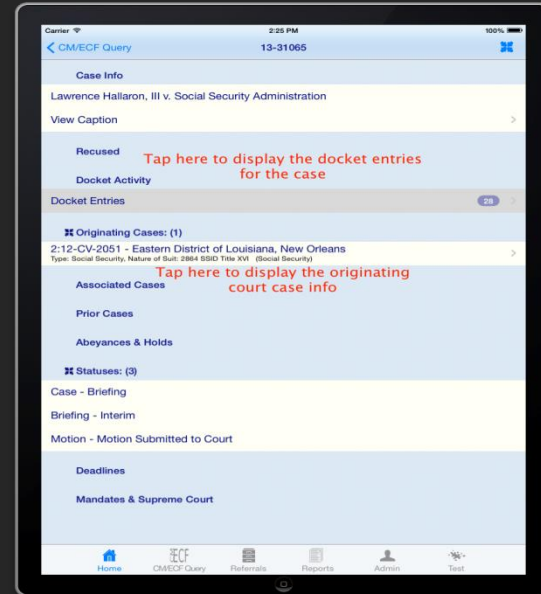 Carrier 2:25 PM 100%
CM/ECF Query 13-31065
Case Info
Lawrence Hallaron, III v. Social Security Administration
View Caption
Recused
Tap here to display the docket entries
for the case
Docket Activity
Docket Entries 28
Originating Cases: (1)
2:12-CV-2051 - Eastern District of Louisiana, New Orleans
Type: Social Security, Nature of Suit: 2864 SSID Title XVI (Social Security)
Tap here to display the originating
court case info
Associated Cases
Prior Cases
Abeyances & Holds
Statuses: (3)
Case - Briefing
Briefing - Interim
Motion - Motion Submitted to Court
Deadlines
Mandates & Supreme Court
ECF
Home CM/ECF Query Referrals Reports Admin Test